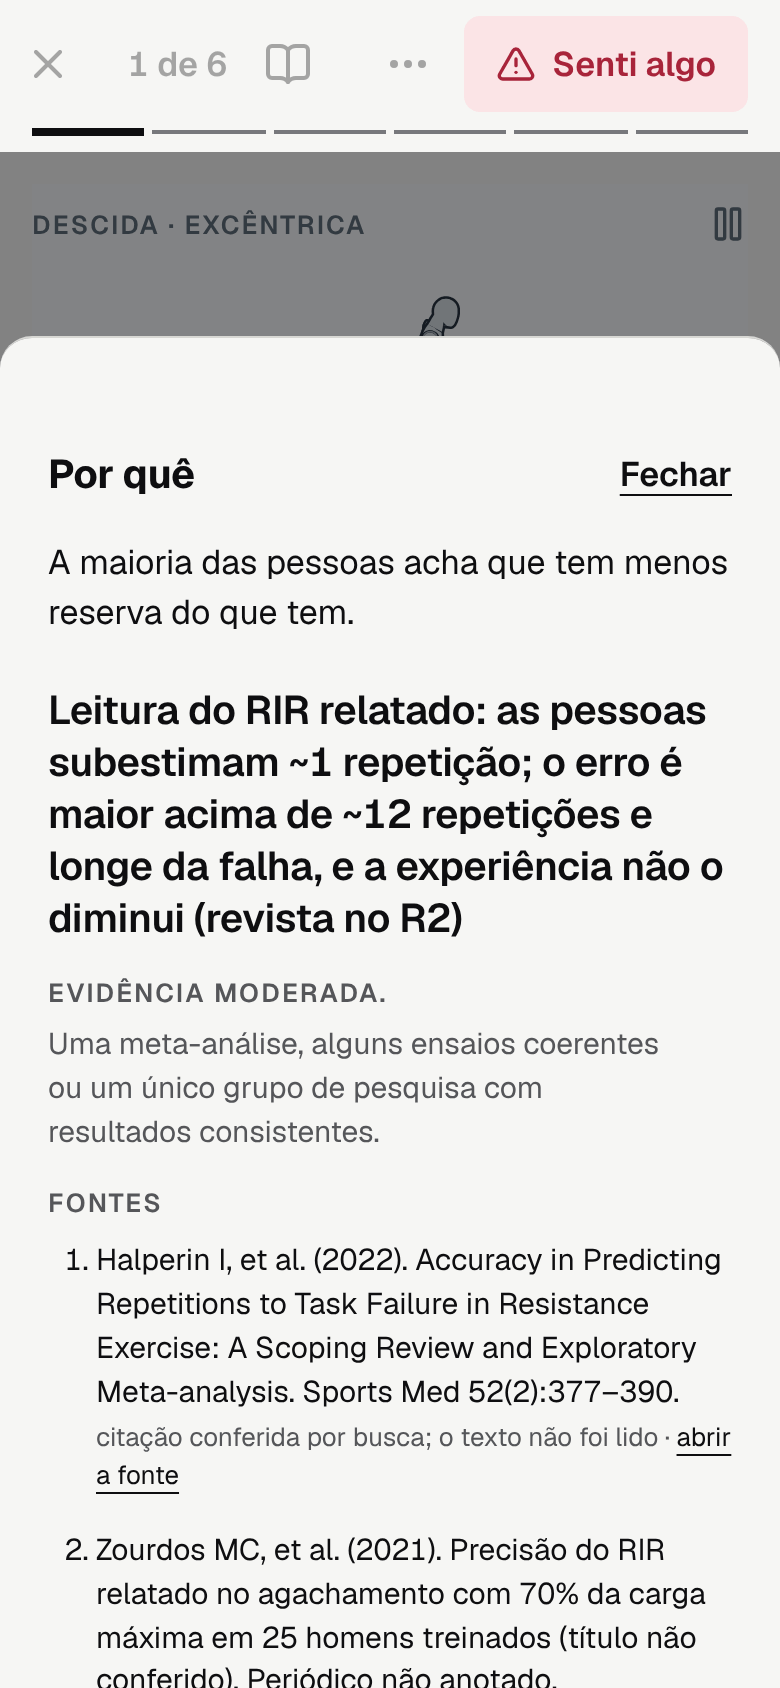 1 de 6
Senti algo
DESCIDA · EXCÊNTRICA
Por quê
Fechar
A maioria das pessoas acha que tem menos
reserva do que tem.
Leitura do RIR relatado: as pessoas
subestimam ~1 repetição; o erro é
maior acima de ~12 repetições e
longe da falha, e a experiência não o
diminui (revista no R2)
EVIDÊNCIA MODERADA.
Uma meta-análise, alguns ensaios coerentes
ou um único grupo de pesquisa com
resultados consistentes.
FONTES
1. Halperin I, et al. (2022). Accuracy in Predicting
Repetitions to Task Failure in Resistance
Exercise: A Scoping Review and Exploratory
Meta-analysis. Sports Med 52(2):377–390.
citação conferida por busca; o texto não foi lido · abrir
a fonte
2. Zourdos MC, et al. (2021). Precisão do RIR
relatado no agachamento com 70% da carga
máxima em 25 homens treinados (título não
conferido). Periódico não anotado.